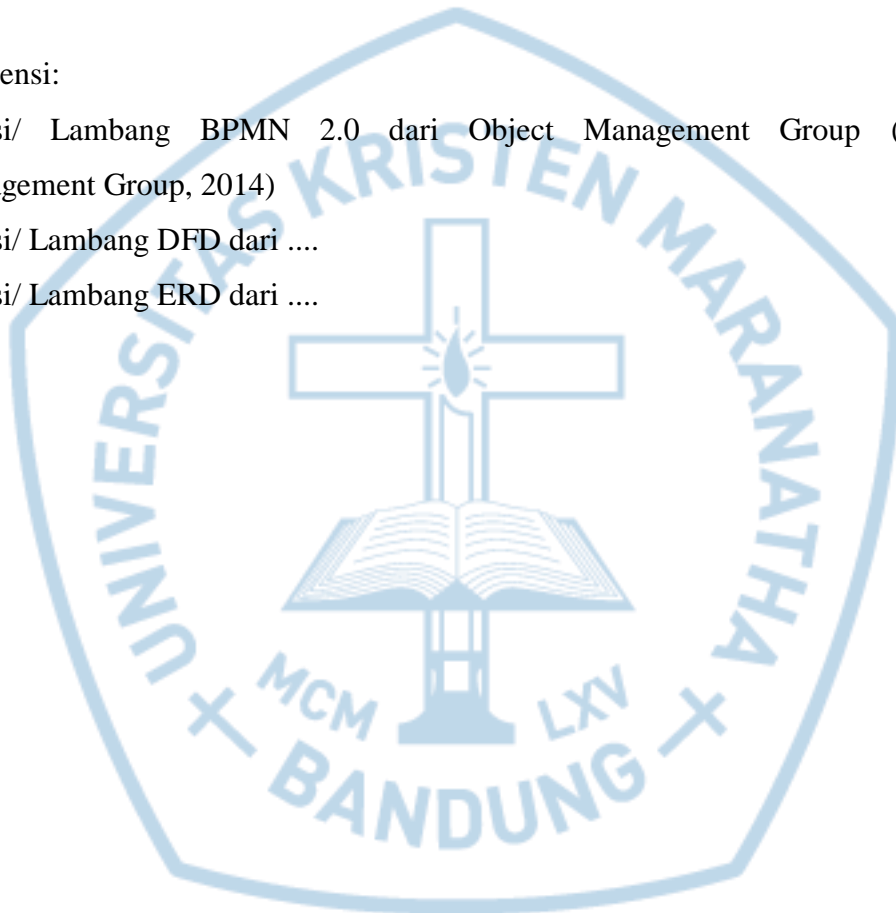 ensi:
si/ Lambang BPMN 2.0 dari Object Management Group (
gement Group, 2014)
si/ Lambang DFD dari ....
si/ Lambang ERD dari ....
UNIVERSITAS KRISTEN MARANATHA
MCM LXV
BANDUNG